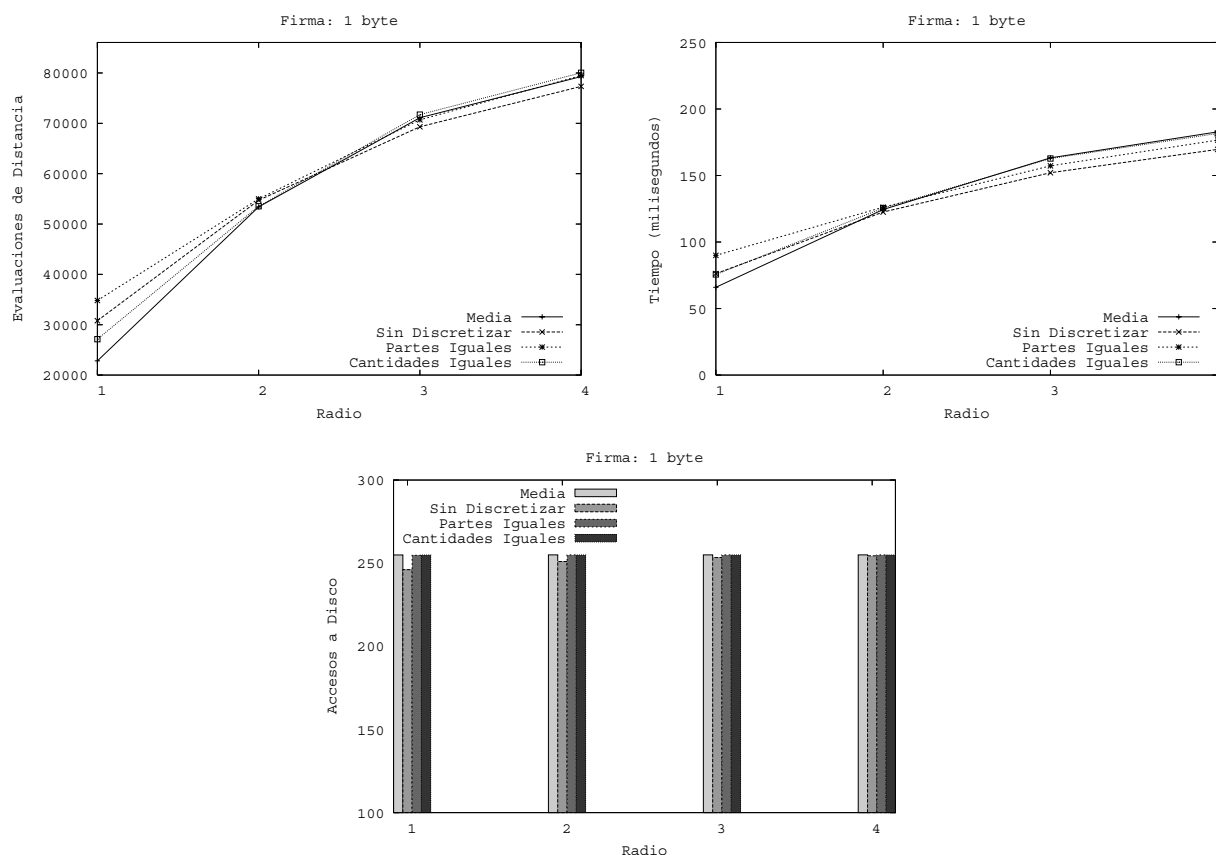 Firma: 1 byte
80000
70000
60000
50000
40000
30000
20000
Evaluaciones de Distancia
Media
Sin Discretizar
Partes Iguales
Cantidades Iguales
1 2 3 4
Radio
Firma: 1 byte
250
200
150
100
50
0
Tiempo (milisegundos)
Media
Sin Discretizar
Partes Iguales
Cantidades Iguales
1 2 3
Radio
Firma: 1 byte
300
250
200
150
100
Accesos a Disco
Media
Sin Discretizar
Partes Iguales
Cantidades Iguales
1 2 3 4
Radio